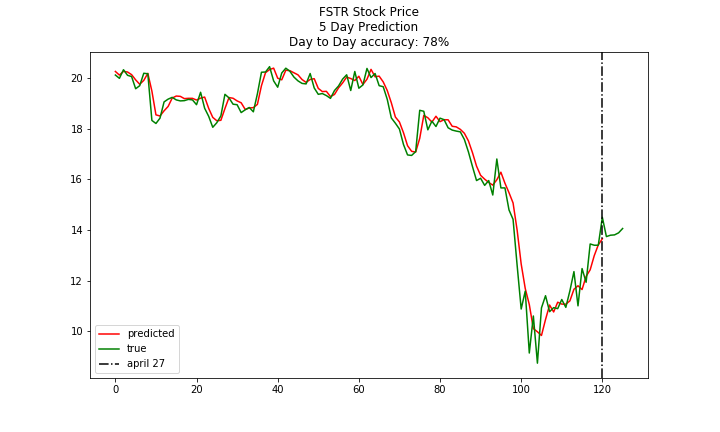 FSTR Stock Price
5 Day Prediction
Day to Day accuracy: 78%
20
18
16
14
12
10
predicted
true
april 27
0
20
40
60
80
100
120